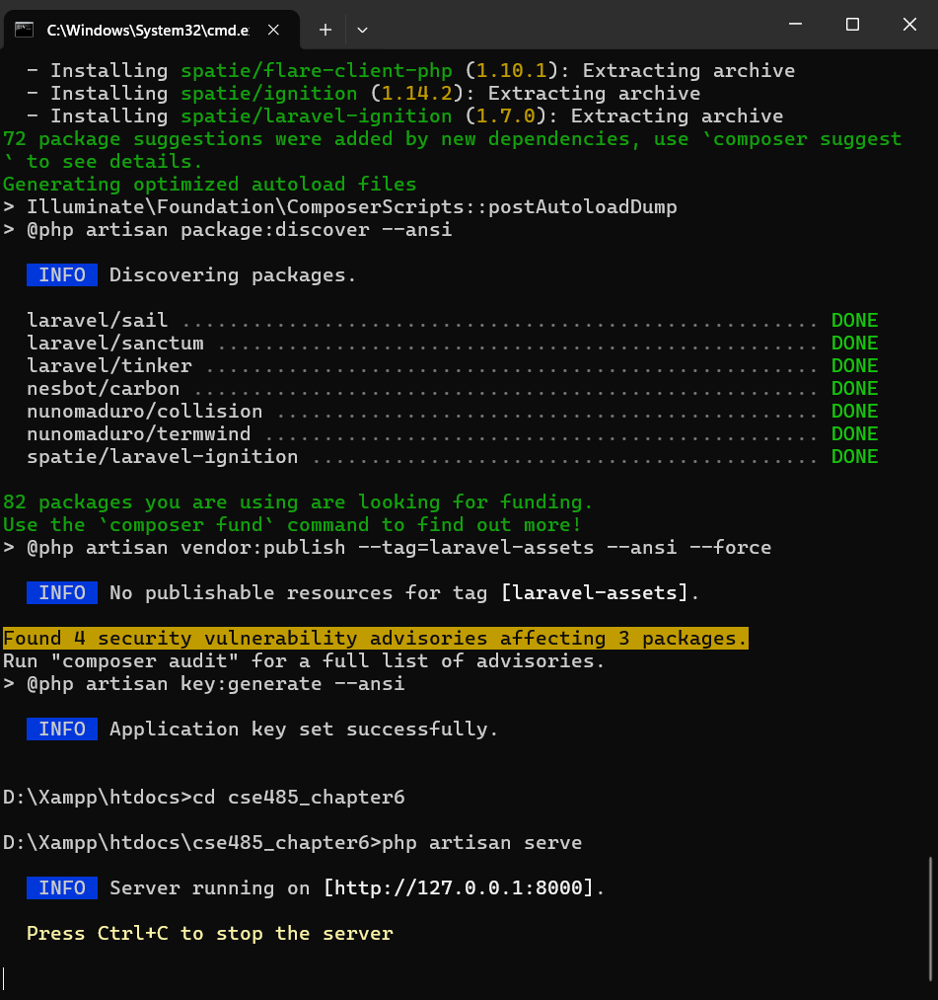 C:\Windows\System32\cmd.e
- Installing spatie/flare-client-php (1.10.1): Extracting archive
- Installing spatie/ignition (1.14.2): Extracting archive
- Installing spatie/laravel-ignition (1.7.0): Extracting archive
72 package suggestions were added by new dependencies, use `composer suggest
` to see details.
Generating optimized autoload files
> Illuminate\Foundation\ComposerScripts::postAutoloadDump
> @php artisan package:discover --ansi
INFO Discovering packages.
laravel/sail ..................................................... DONE
laravel/sanctum .................................................. DONE
laravel/tinker ................................................... DONE
nesbot/carbon .................................................... DONE
nunomaduro/collision ............................................. DONE
nunomaduro/termwind .............................................. DONE
spatie/laravel-ignition .......................................... DONE
82 packages you are using are looking for funding.
Use the `composer fund` command to find out more!
> @php artisan vendor:publish --tag=laravel-assets --ansi --force
INFO No publishable resources for tag [laravel-assets].
Found 4 security vulnerability advisories affecting 3 packages.
Run "composer audit" for a full list of advisories.
> @php artisan key:generate --ansi
INFO Application key set successfully.
D:\Xampp\htdocs>cd cse485_chapter6
D:\Xampp\htdocs\cse485_chapter6>php artisan serve
INFO Server running on [http://127.0.0.1:8000].
Press Ctrl+C to stop the server